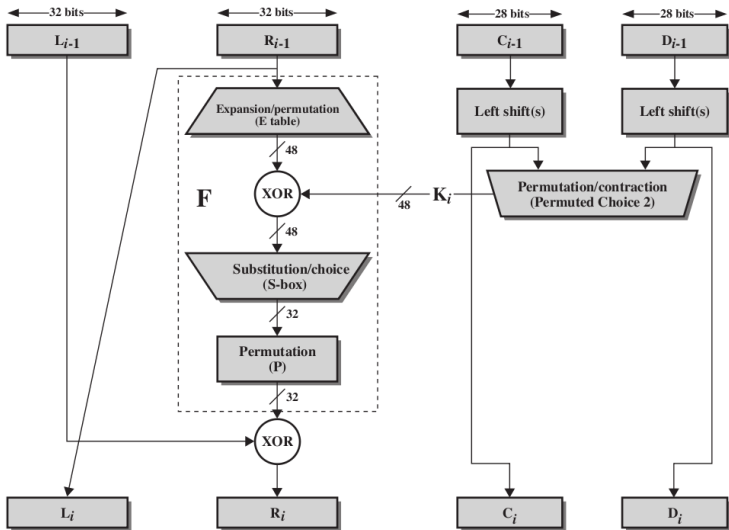 32 bits
32 bits
28 bits
28 bits
Li-1
Ri-1
Ci-1
Di-1
Expansion/permutation
(E table)
Left shift(s)
Left shift(s)
48
F
XOR
48
Ki
Permutation/contraction
(Permuted Choice 2)
48
Substitution/choice
(S-box)
32
Permutation
(P)
32
XOR
Li
Ri
Ci
Di